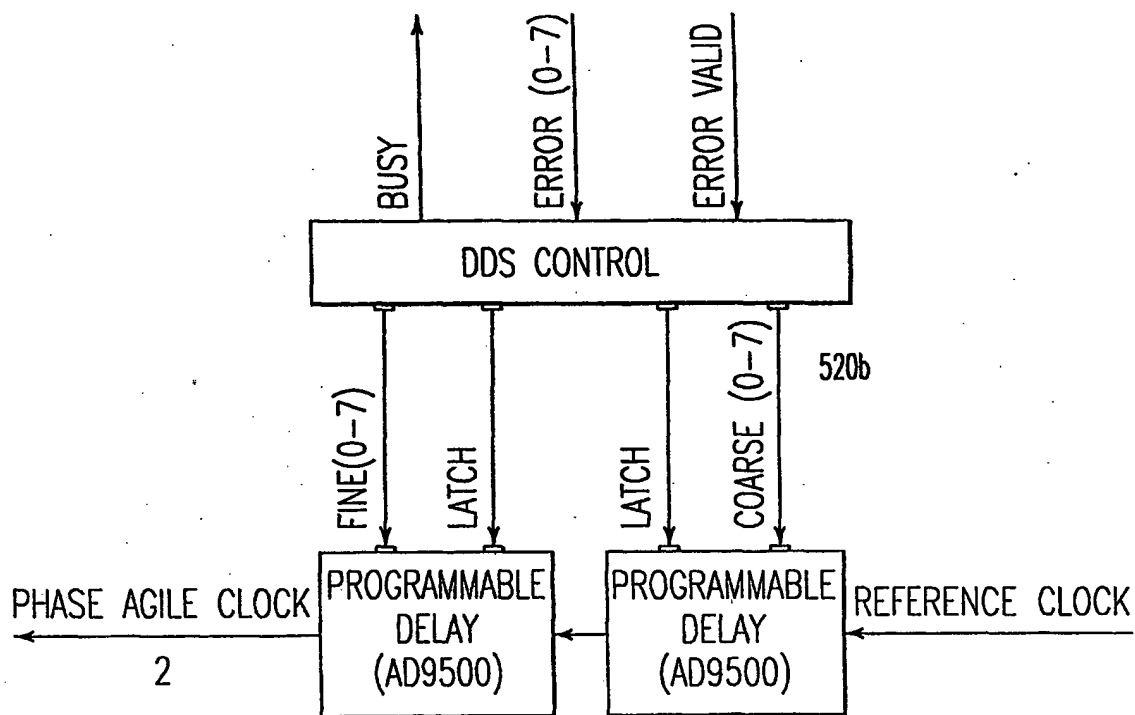 BUSY
ERROR (0-7)
ERROR VALID
DDS CONTROL
FINE(0-7)
LATCH
LATCH
COARSE (0-7)
520b
PHASE AGILE CLOCK
2
PROGRAMMABLE
DELAY
(AD9500)
PROGRAMMABLE
DELAY
(AD9500)
REFERENCE CLOCK